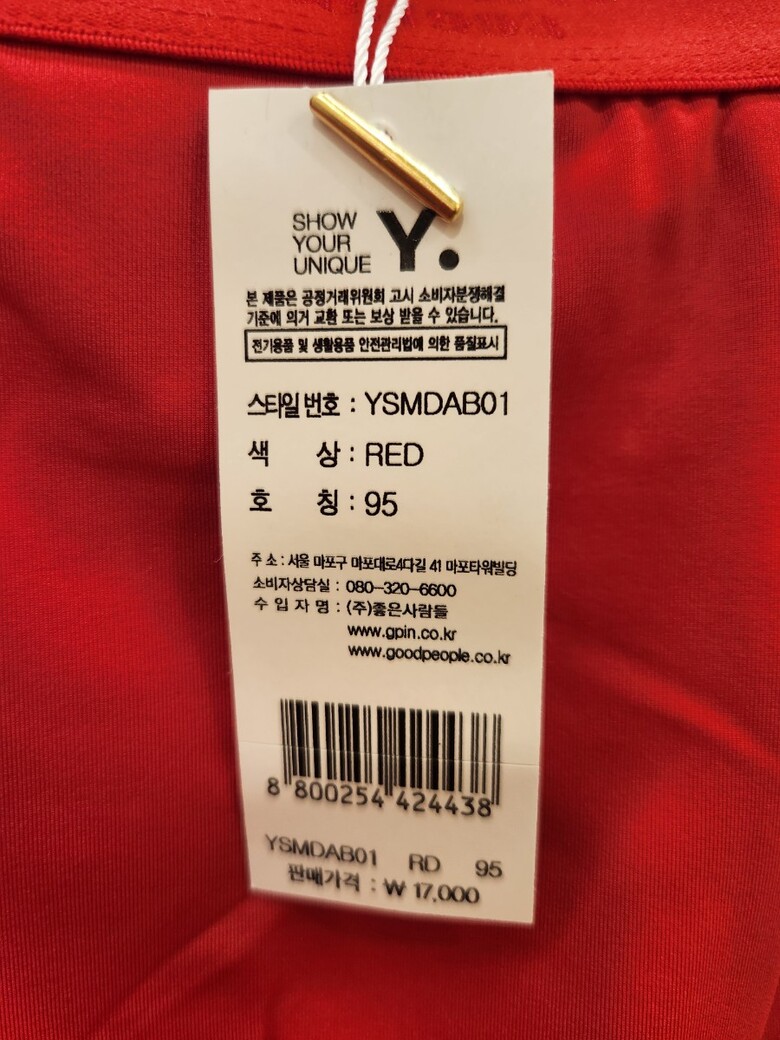 SHOW
YOUR
UNIQUE
Y.
본 제품은 공정거래위원회 고시 소비자분쟁해결
기준에 의거 교환 또는 보상 받을 수 있습니다.
전기용품 및 생활용품 안전관리법에 의한 품질표시
스타일번호 : YSMDAB01
색 상 : RED
호 칭 : 95
주 소 : 서울 마포구 마포대로4다길 41 마포타워빌딩
소비자상담실 : 080-320-6600
수 입 자 명 : (주)좋은사람들
www.gpin.co.kr
www.goodpeople.co.kr
8 800254 424438
YSMDAB01 RD 95
판매가격 : ₩ 17,000